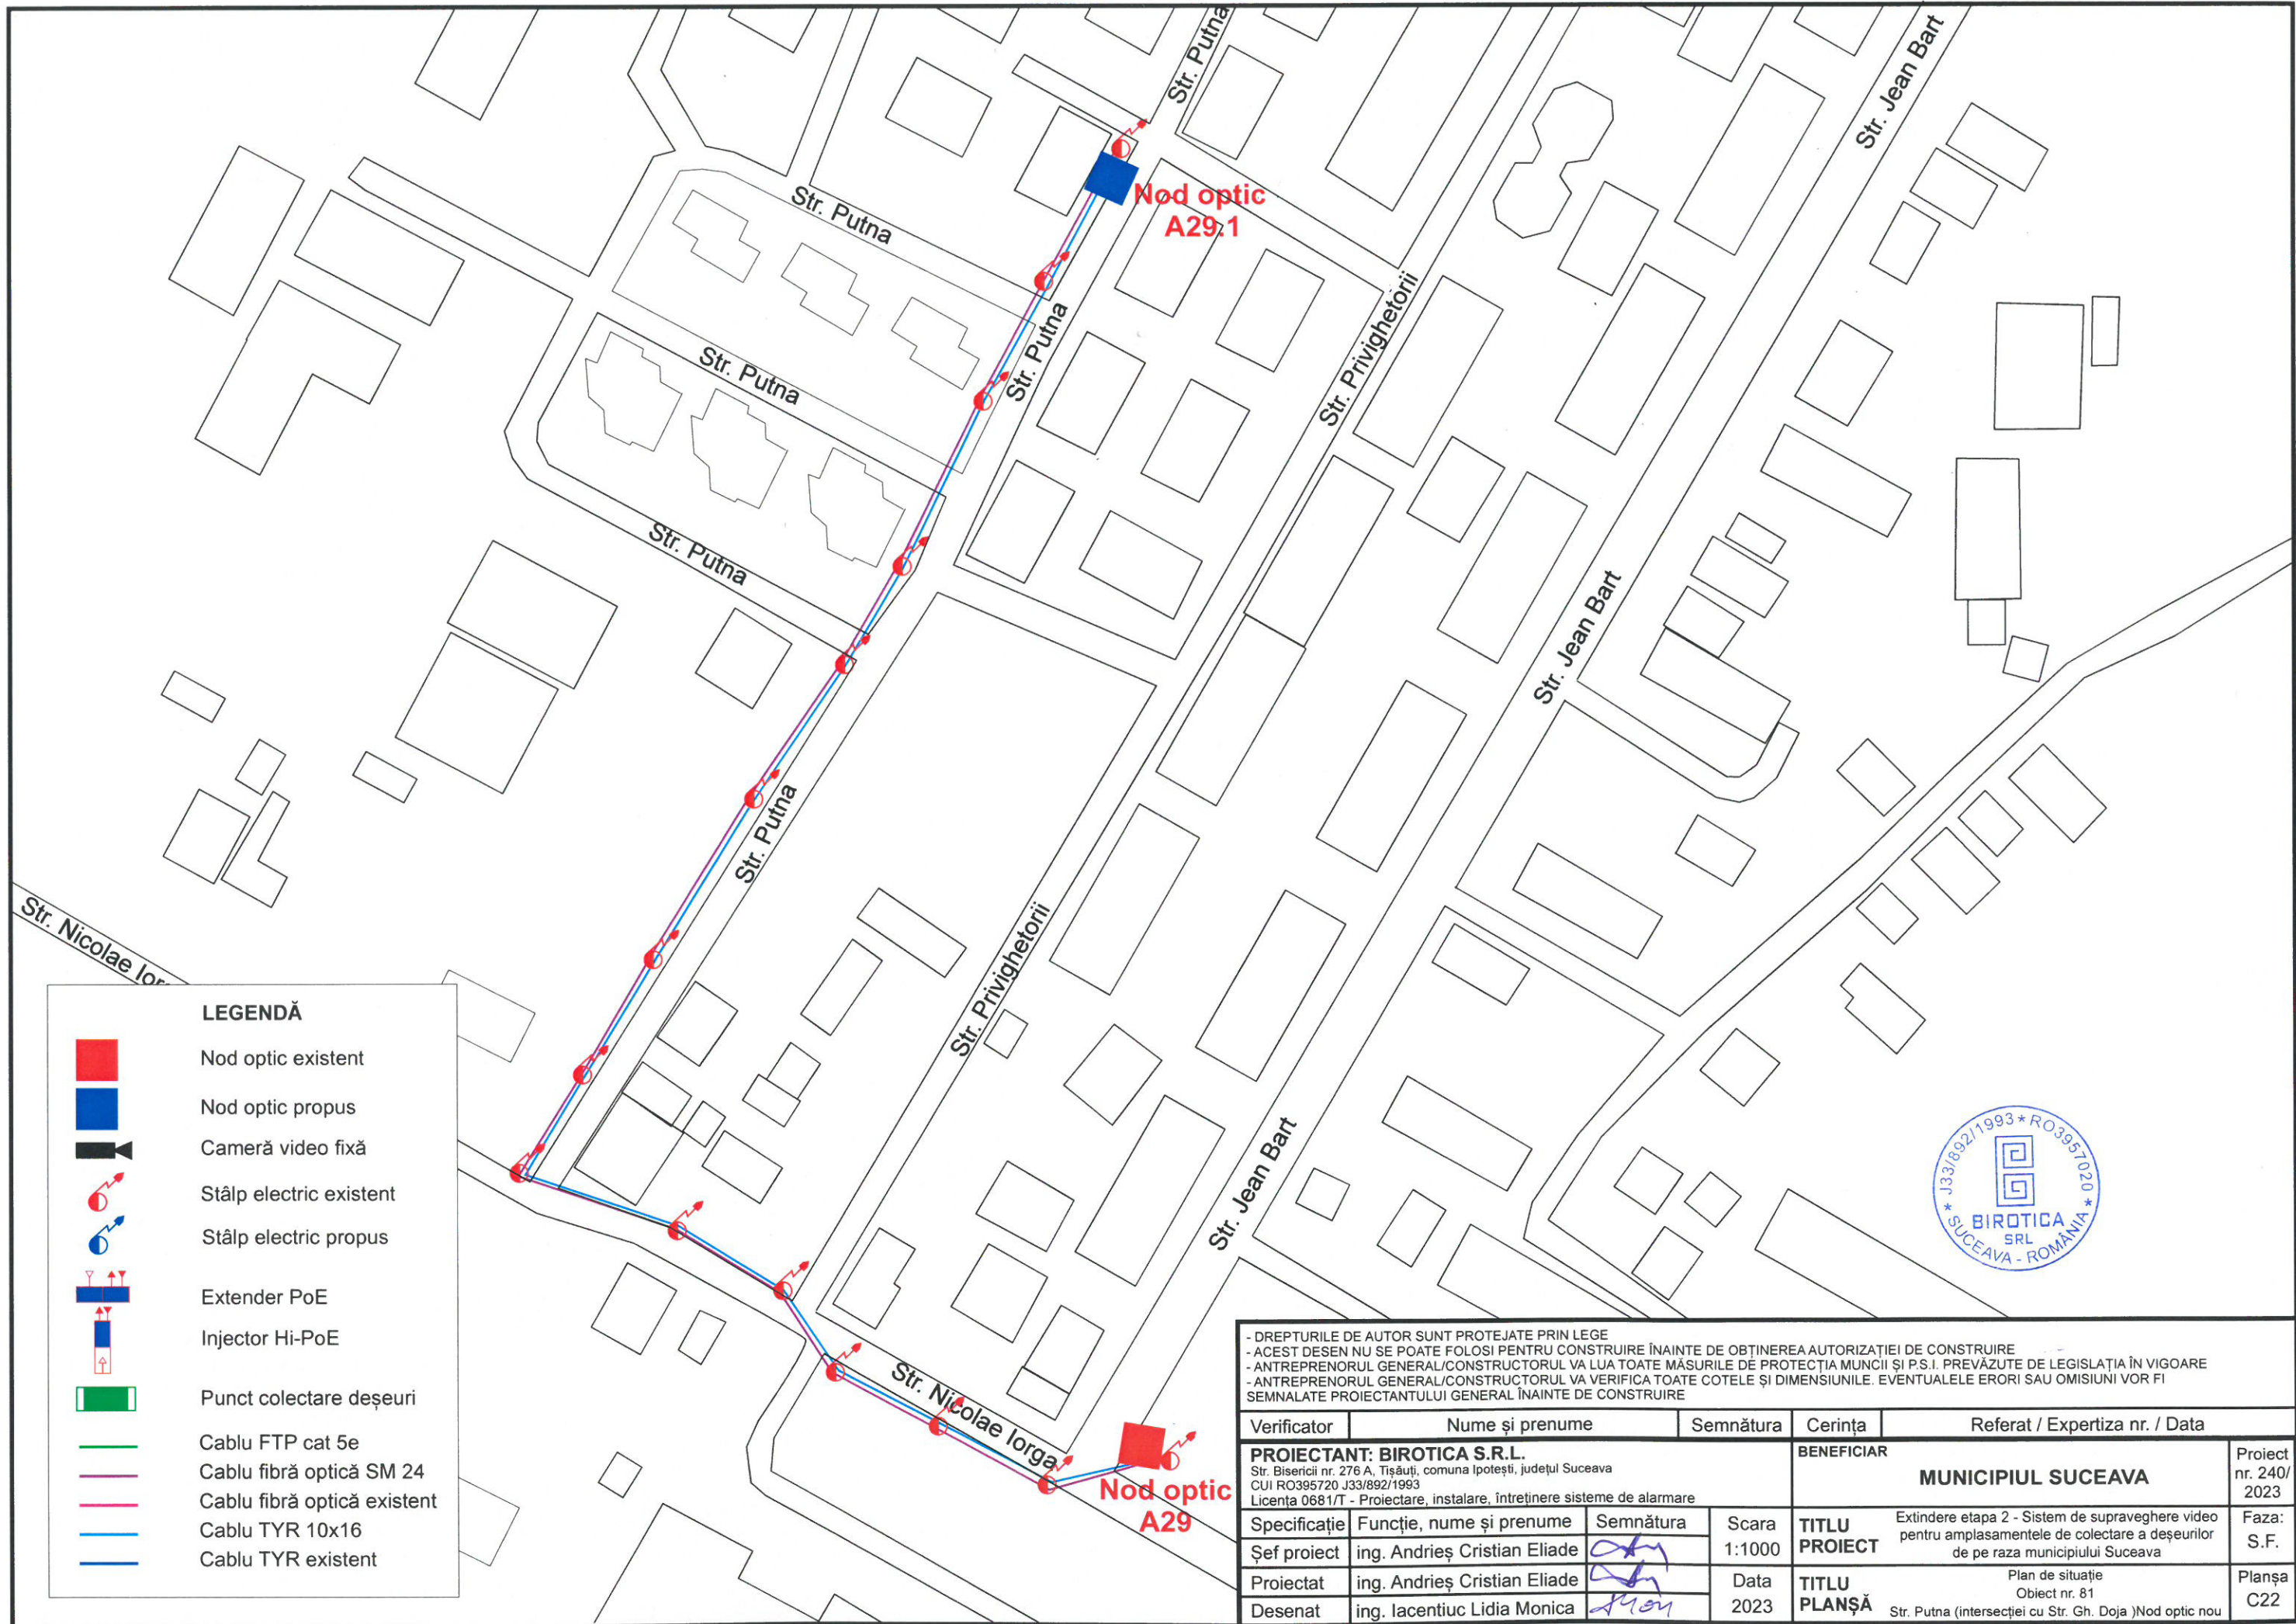 Str. Putna
Str. Jean Bart
Nod optic
A29.1
Str. Putna
Str. Putna
Str. Privighetorii
Str. Putna
Str. Putna
Str. Jean Bart
Str. Putna
Str. Nicolae Ior
Str. Privighetorii
Str. Jean Bart
Str. Nicolae Iorga
Nod optic
A29
LEGENDĂ
Nod optic existent
Nod optic propus
Cameră video fixă
Stâlp electric existent
Stâlp electric propus
Extender PoE
Injector Hi-PoE
Punct colectare deșeuri
Cablu FTP cat 5e
Cablu fibră optică SM 24
Cablu fibră optică existent
Cablu TYR 10x16
Cablu TYR existent
* J33/892/1993 * RO3957020 *
BIROTICA
SRL
SUCEAVA - ROMÂNIA
- DREPTURILE DE AUTOR SUNT PROTEJATE PRIN LEGE
- ACEST DESEN NU SE POATE FOLOSI PENTRU CONSTRUIRE ÎNAINTE DE OBȚINEREA AUTORIZAȚIEI DE CONSTRUIRE
- ANTREPRENORUL GENERAL/CONSTRUCTORUL VA LUA TOATE MĂSURILE DE PROTECȚIA MUNCII ȘI P.S.I. PREVĂZUTE DE LEGISLAȚIA ÎN VIGOARE
- ANTREPRENORUL GENERAL/CONSTRUCTORUL VA VERIFICA TOATE COTELE ȘI DIMENSIUNILE. EVENTUALELE ERORI SAU OMISIUNI VOR FI
SEMNALATE PROIECTANTULUI GENERAL ÎNAINTE DE CONSTRUIRE
Verificator Nume și prenume Semnătura Cerința Referat / Expertiza nr. / Data
PROIECTANT: BIROTICA S.R.L.
Str. Bisericii nr. 276 A, Tișăuți, comuna Ipotești, județul Suceava
CUI RO395720 J33/892/1993
Licența 0681/T - Proiectare, instalare, întreținere sisteme de alarmare
BENEFICIAR
MUNICIPIUL SUCEAVA
Proiect
nr. 240/
2023
Specificație Funcție, nume și prenume Semnătura
Șef proiect ing. Andrieș Cristian Eliade
Proiectat ing. Andrieș Cristian Eliade
Desenat ing. Iacentiuc Lidia Monica
Scara
1:1000
Data
2023
TITLU
PROIECT
Extindere etapa 2 - Sistem de supraveghere video
pentru amplasamentele de colectare a deșeurilor
de pe raza municipiului Suceava
Faza:
S.F.
TITLU
PLANȘĂ
Plan de situație
Obiect nr. 81
Str. Putna (intersecției cu Str. Gh. Doja )Nod optic nou
Planșa
C22